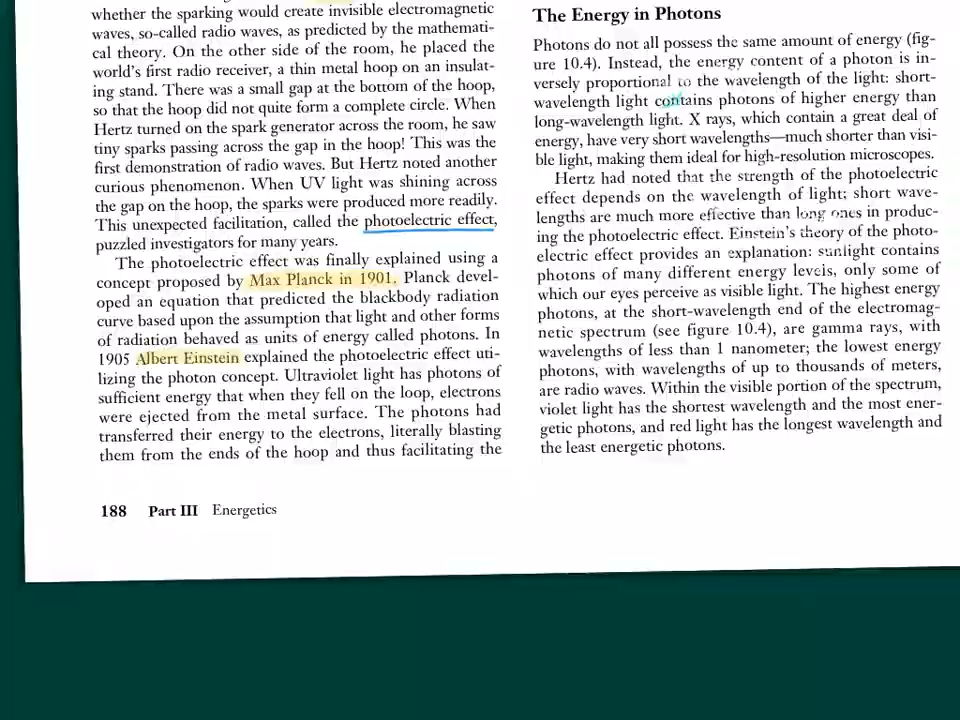 whether the sparking would create invisible electromagnetic
waves, so-called radio waves, as predicted by the mathemati-
cal theory. On the other side of the room, he placed the
world's first radio receiver, a thin metal hoop on an insulat-
ing stand. There was a small gap at the bottom of the hoop,
so that the hoop did not quite form a complete circle. When
Hertz turned on the spark generator across the room, he saw
tiny sparks passing across the gap in the hoop! This was the
first demonstration of radio waves. But Hertz noted another
curious phenomenon. When UV light was shining across
the gap on the hoop, the sparks were produced more readily.
This unexpected facilitation, called the photoelectric effect,
puzzled investigators for many years.
The photoelectric effect was finally explained using a
concept proposed by Max Planck in 1901. Planck devel-
oped an equation that predicted the blackbody radiation
curve based upon the assumption that light and other forms
of radiation behaved as units of energy called photons. In
1905 Albert Einstein explained the photoelectric effect uti-
lizing the photon concept. Ultraviolet light has photons of
sufficient energy that when they fell on the loop, electrons
were ejected from the metal surface. The photons had
transferred their energy to the electrons, literally blasting
them from the ends of the hoop and thus facilitating the
188 Part III Energetics
The Energy in Photons
Photons do not all possess the same amount of energy (fig-
ure 10.4). Instead, the energy content of a photon is in-
versely proportional to the wavelength of the light: short-
wavelength light contains photons of higher energy than
long-wavelength light. X rays, which contain a great deal of
energy, have very short wavelengths—much shorter than visi-
ble light, making them ideal for high-resolution microscopes.
Hertz had noted that the strength of the photoelectric
effect depends on the wavelength of light; short wave-
lengths are much more effective than long ones in produc-
ing the photoelectric effect. Einstein's theory of the photo-
electric effect provides an explanation: sunlight contains
photons of many different energy levels, only some of
which our eyes perceive as visible light. The highest energy
photons, at the short-wavelength end of the electromag-
netic spectrum (see figure 10.4), are gamma rays, with
wavelengths of less than 1 nanometer; the lowest energy
photons, with wavelengths of up to thousands of meters,
are radio waves. Within the visible portion of the spectrum,
violet light has the shortest wavelength and the most ener-
getic photons, and red light has the longest wavelength and
the least energetic photons.